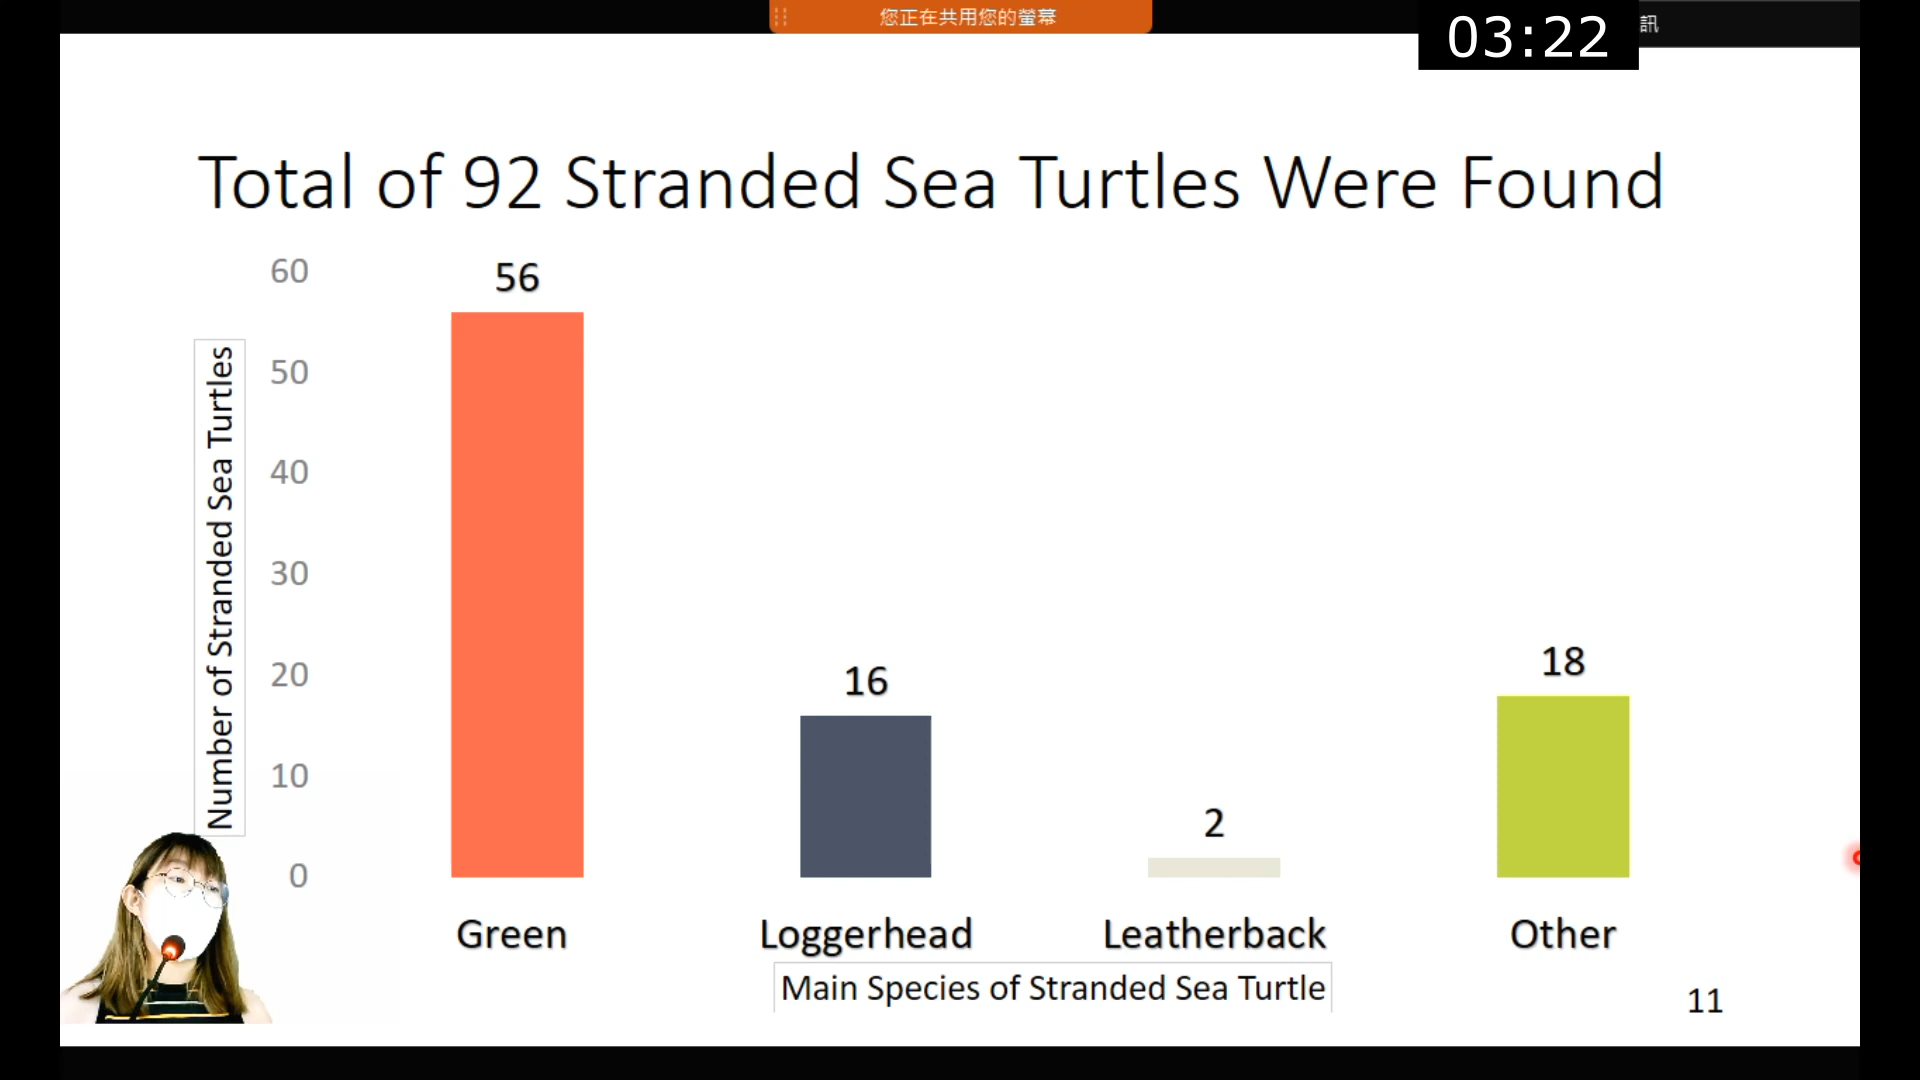 您正在共用您的螢幕
03:22
訊
Total of 92 Stranded Sea Turtles Were Found
60
50
40
30
20
10
0
Number of Stranded Sea Turtles
56
16
2
18
Green
Loggerhead
Leatherback
Other
Main Species of Stranded Sea Turtle
11